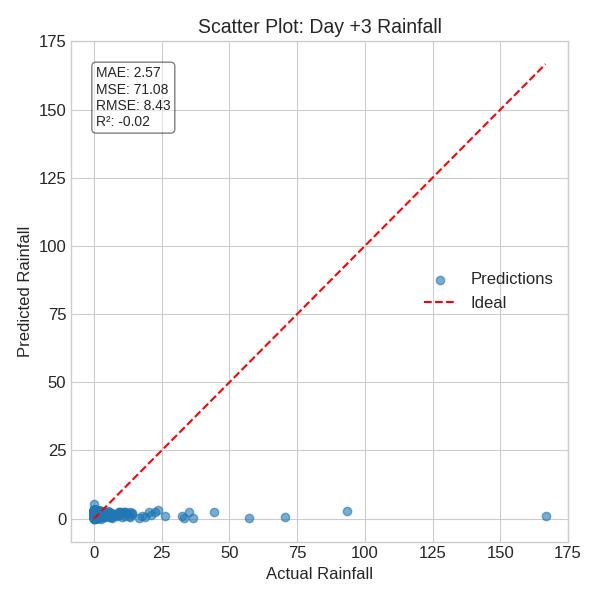 Scatter Plot: Day +3 Rainfall
175
150
125
100
75
50
25
0
Predicted Rainfall
MAE: 2.57
MSE: 71.08
RMSE: 8.43
R²: -0.02
Predictions
Ideal
0 25 50 75 100 125 150 175
Actual Rainfall